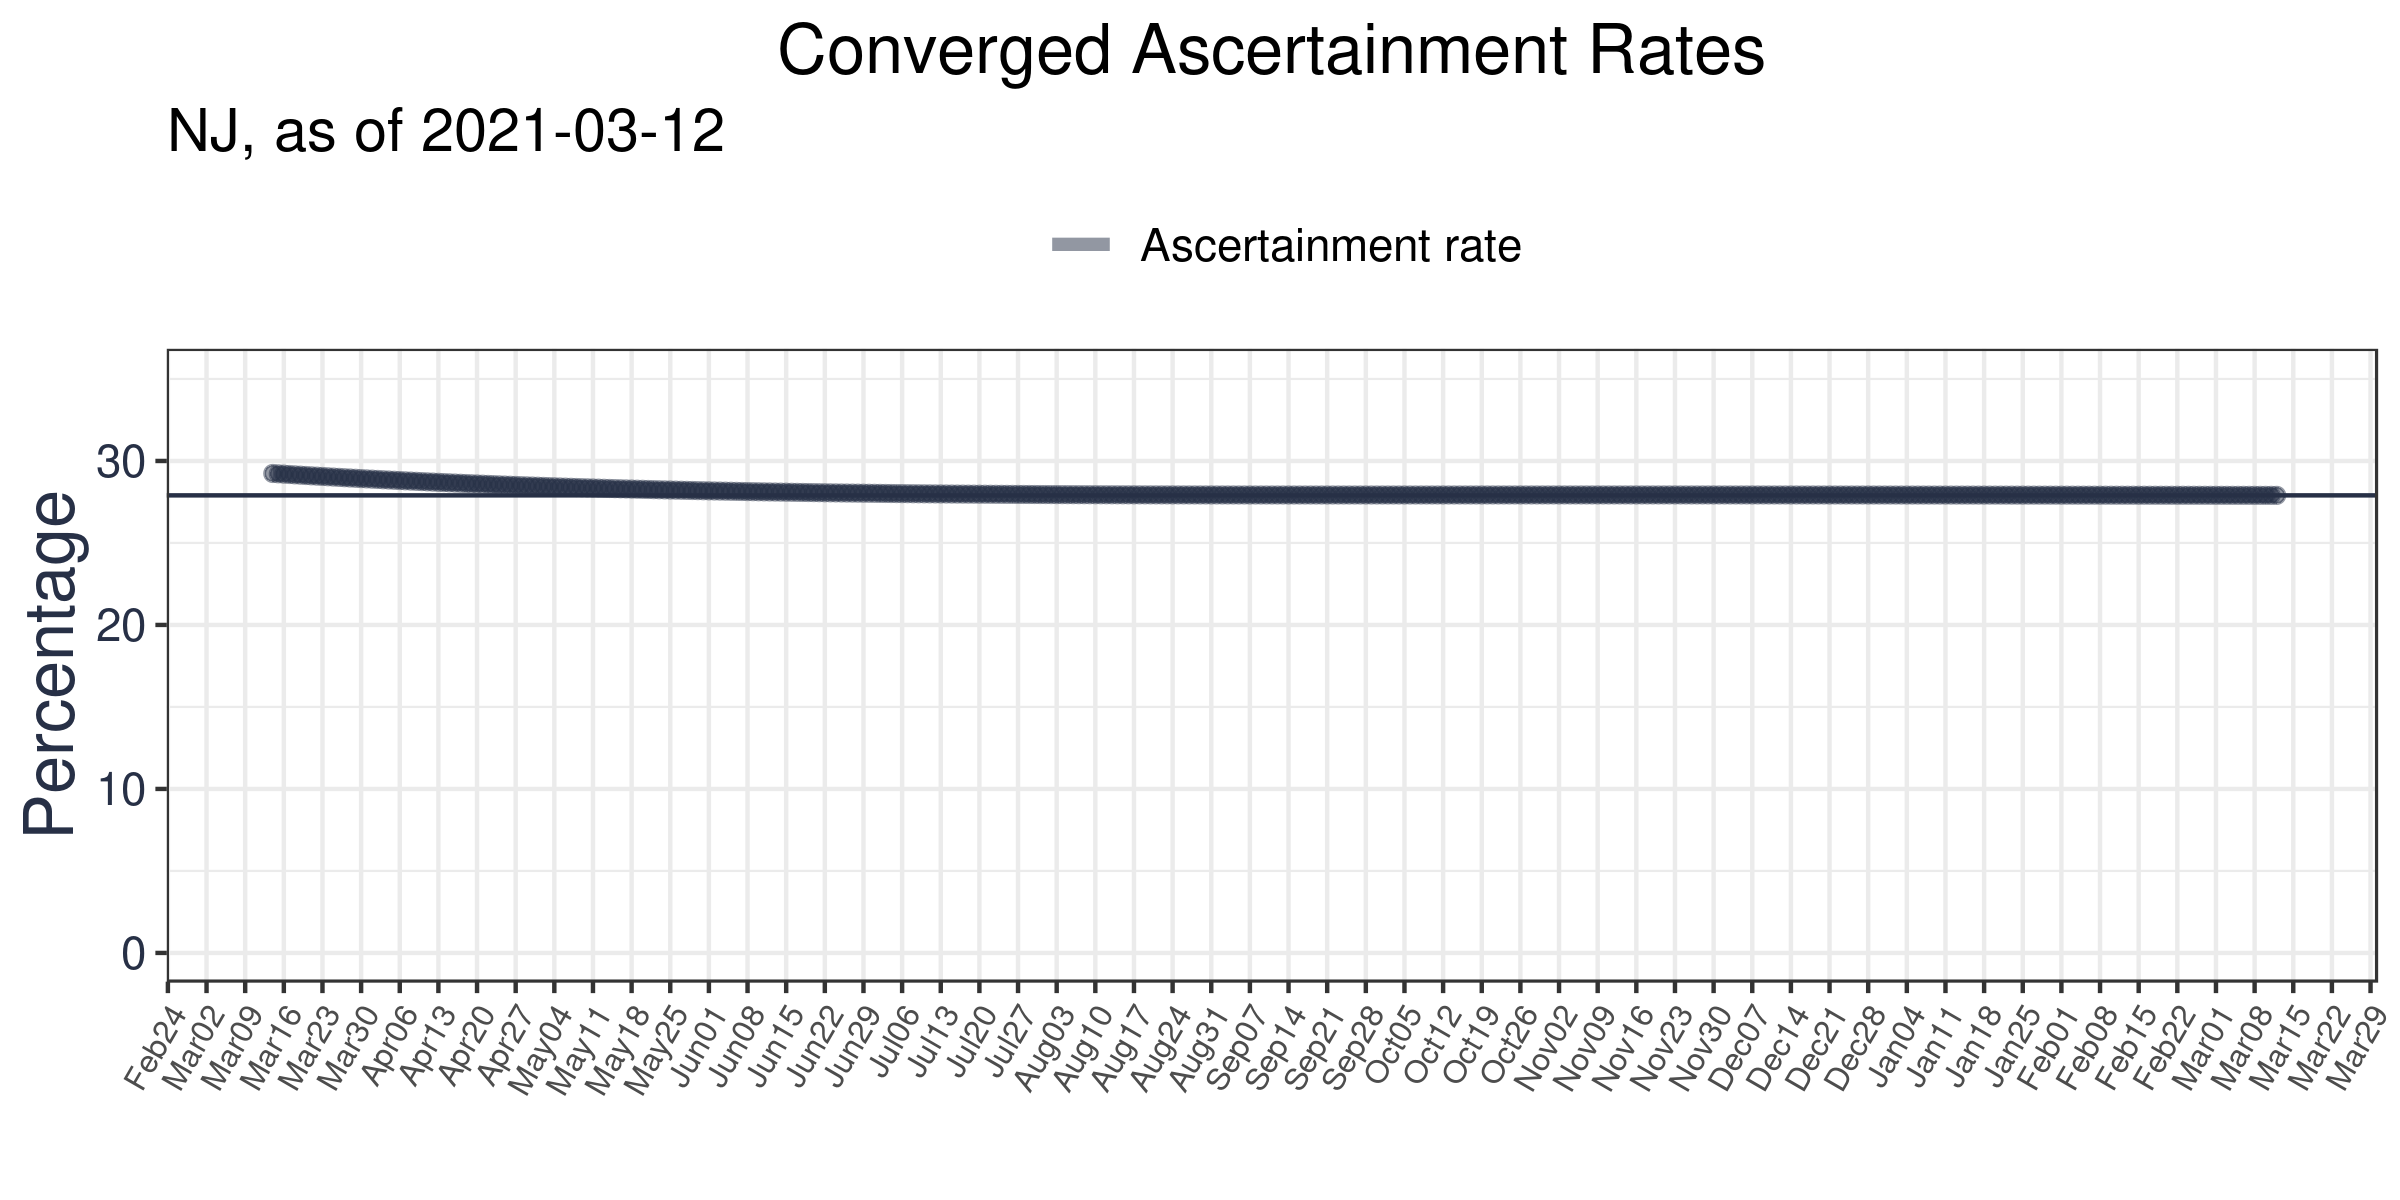 Converged Ascertainment Rates
NJ, as of 2021-03-12
Ascertainment rate
Percentage
30
20
10
0
Feb24
Mar02
Mar09
Mar16
Mar23
Mar30
Apr06
Apr13
Apr20
Apr27
May04
May11
May18
May25
Jun01
Jun08
Jun15
Jun22
Jun29
Jul06
Jul13
Jul20
Jul27
Aug03
Aug10
Aug17
Aug24
Aug31
Sep07
Sep14
Sep21
Sep28
Oct05
Oct12
Oct19
Oct26
Nov02
Nov09
Nov16
Nov23
Nov30
Dec07
Dec14
Dec21
Dec28
Jan04
Jan11
Jan18
Jan25
Feb01
Feb08
Feb15
Feb22
Mar01
Mar08
Mar15
Mar22
Mar29